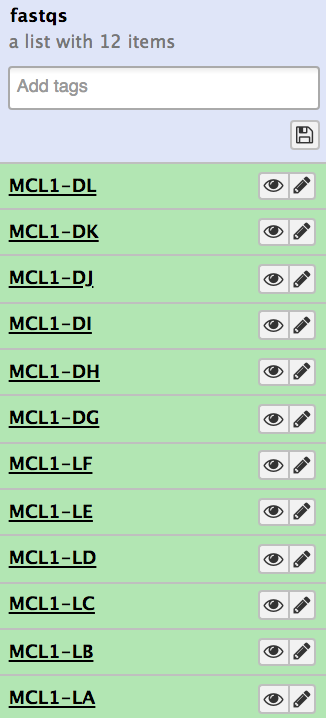 fastqs
a list with 12 items
Add tags
MCL1-DL
MCL1-DK
MCL1-DJ
MCL1-DI
MCL1-DH
MCL1-DG
MCL1-LF
MCL1-LE
MCL1-LD
MCL1-LC
MCL1-LB
MCL1-LA